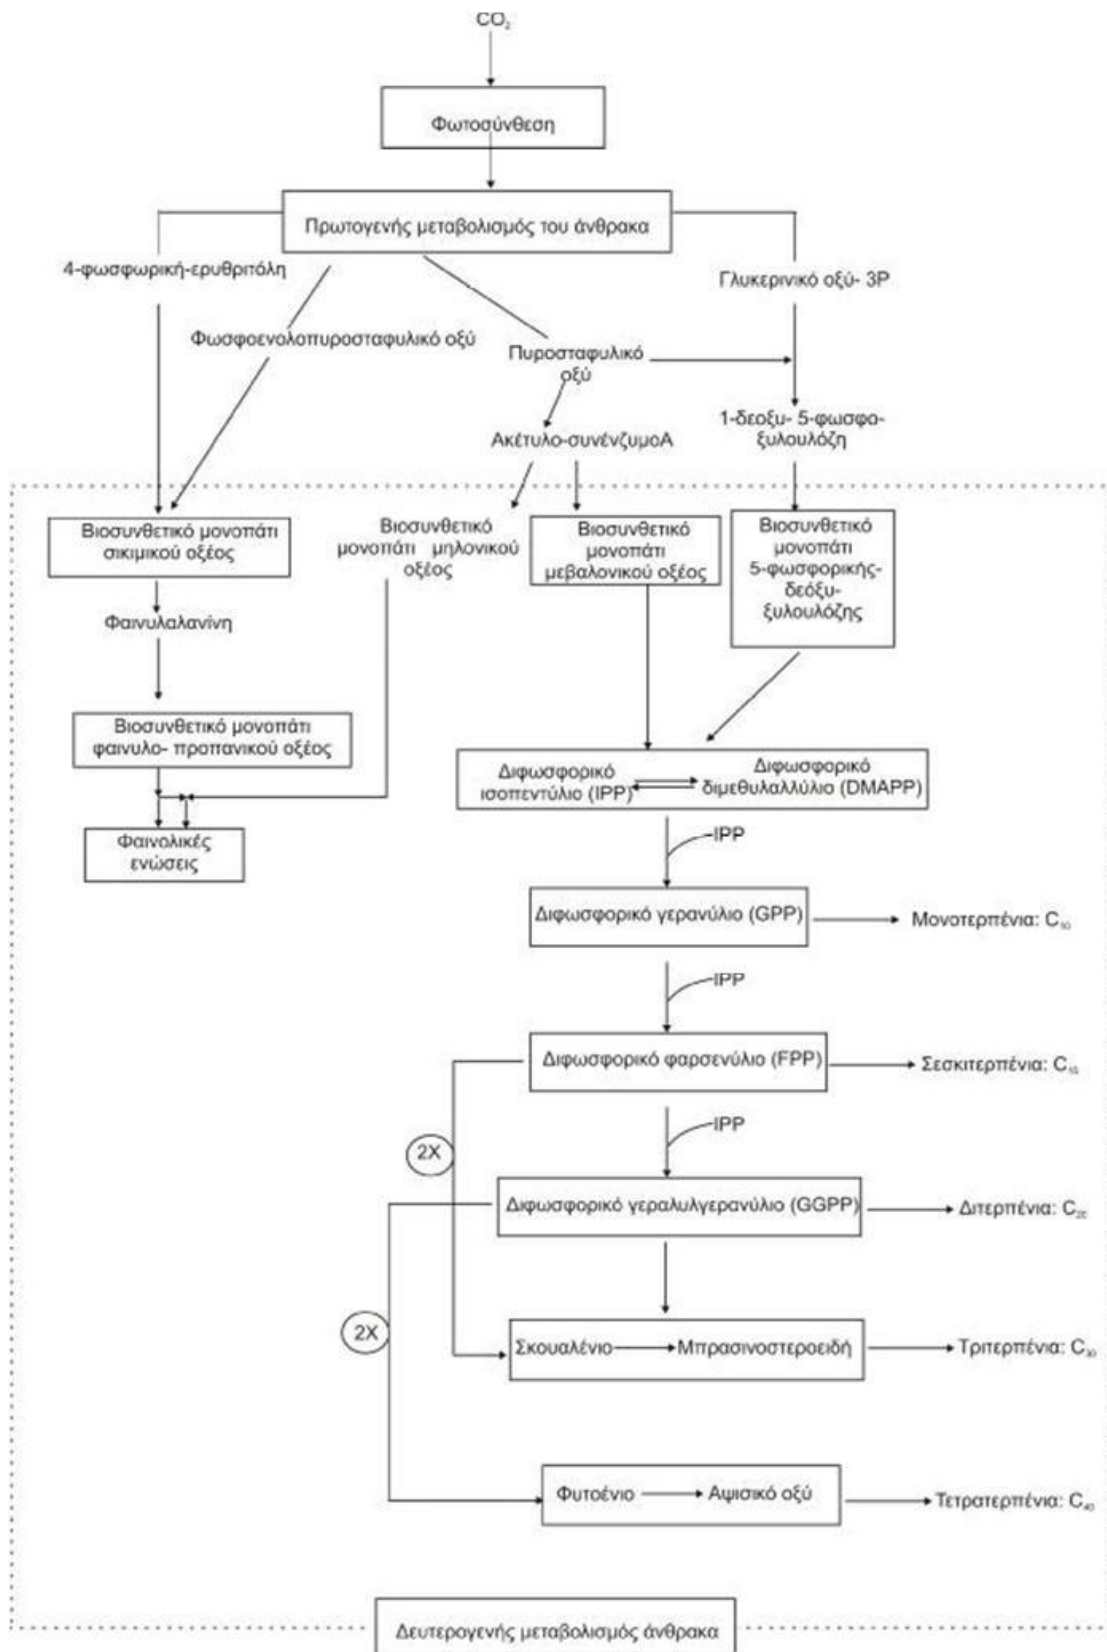 CO₂
Φωτοσύνθεση
Πρωτογενής μεταβολισμός του άνθρακα
4-φωσφωρική-ερυθριτόλη
Γλυκερινικό οξύ- 3P
Φωσφοενολοπυροσταφυλικό οξύ
Πυροσταφυλικό
οξύ
1-δεοξυ- 5-φωσφο-
ξυλουλόζη
Ακέτυλο-συνένζυμοΑ
Βιοσυνθετικό μονοπάτι
σικιμικού οξέος
Βιοσυνθετικό
μονοπάτι μηλονικού
οξέος
Βιοσυνθετικό
μονοπάτι
μεβαλονικού οξέος
Βιοσυνθετικό
μονοπάτι
5-φωσφορικής-
δεόξυ-
ξυλουλόζης
Φαινυλαλανίνη
Βιοσυνθετικό μονοπάτι
φαινυλο- προπανικού οξέος
Διφωσφορικό
ισοπεντύλιο (IPP)
Διφωσφορικό
διμεθυλαλλύλιο (DMAPP)
Φαινολικές
ενώσεις
IPP
Διφωσφορικό γερανύλιο (GPP)
Μονοτερπένια: C₁₀
IPP
Διφωσφορικό φαρσενύλιο (FPP)
Σεσκιτερπένια: C₁₅
IPP
2X
Διφωσφορικό γεραλυλγερανύλιο (GGPP)
Διτερπένια: C₂₀
2X
Σκουαλένιο
Μπρασινοστεροειδή
Τριτερπένια: C₃₀
Φυτοένιο
Αψισικό οξύ
Τετρατερπένια: C₄₀
Δευτερογενής μεταβολισμός άνθρακα